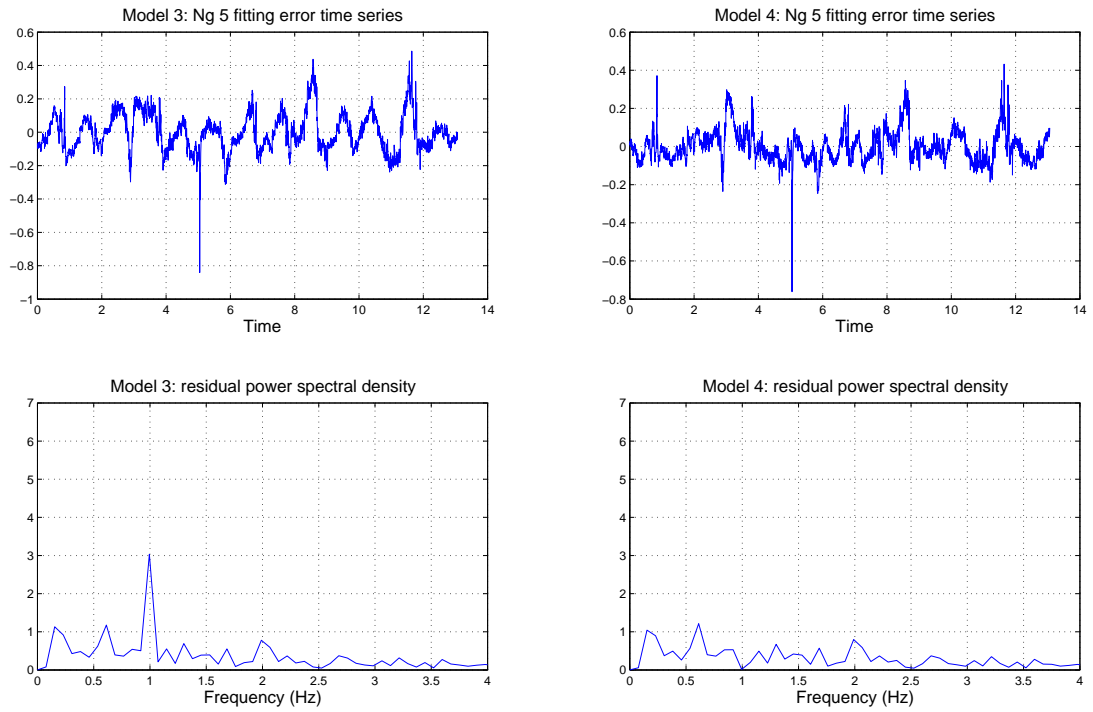 Model 3: Ng 5 fitting error time series
0.6
0.4
0.2
0
−0.2
−0.4
−0.6
−0.8
−1
0 2 4 6 8 10 12 14
Time
Model 4: Ng 5 fitting error time series
0.6
0.4
0.2
0
−0.2
−0.4
−0.6
−0.8
0 2 4 6 8 10 12 14
Time
Model 3: residual power spectral density
7
6
5
4
3
2
1
0
0 0.5 1 1.5 2 2.5 3 3.5 4
Frequency (Hz)
Model 4: residual power spectral density
7
6
5
4
3
2
1
0
0 0.5 1 1.5 2 2.5 3 3.5 4
Frequency (Hz)